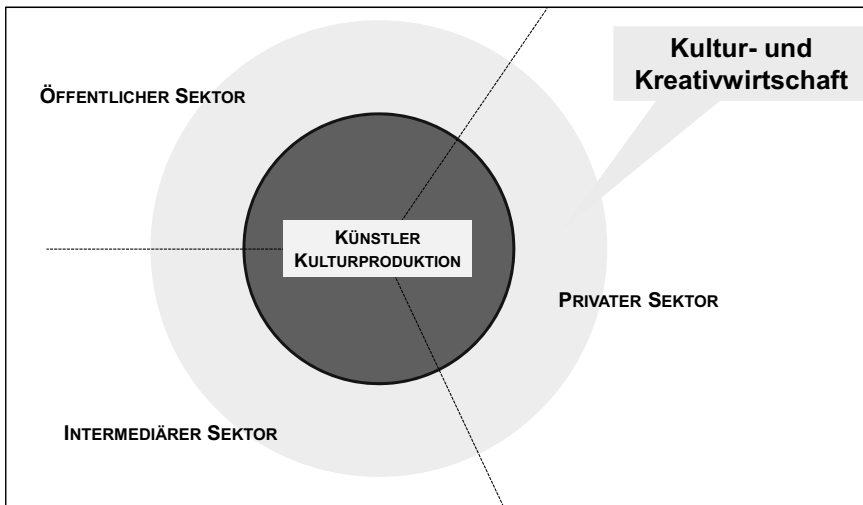 Kultur- und
Kreativwirtschaft
ÖFFENTLICHER SEKTOR
KÜNSTLER
KULTURPRODUKTION
PRIVATER SEKTOR
INTERMEDIÄRER SEKTOR